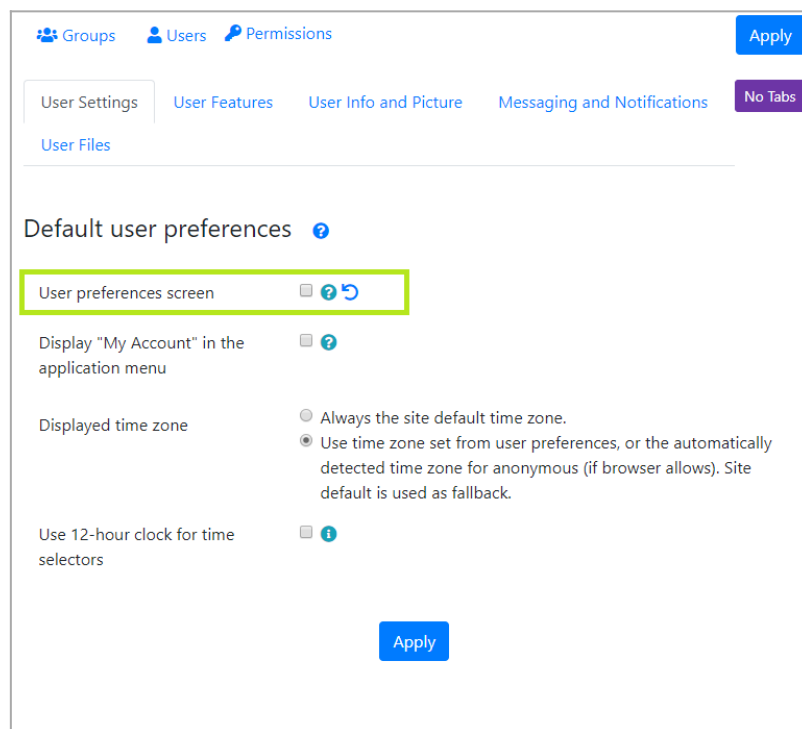 Groups Users Permissions Apply
User Settings User Features User Info and Picture Messaging and Notifications No Tabs
User Files
Default user preferences ?
User preferences screen ?
Display "My Account" in the ?
application menu
Displayed time zone
Always the site default time zone.
Use time zone set from user preferences, or the automatically
detected time zone for anonymous (if browser allows). Site
default is used as fallback.
Use 12-hour clock for time i
selectors
Apply